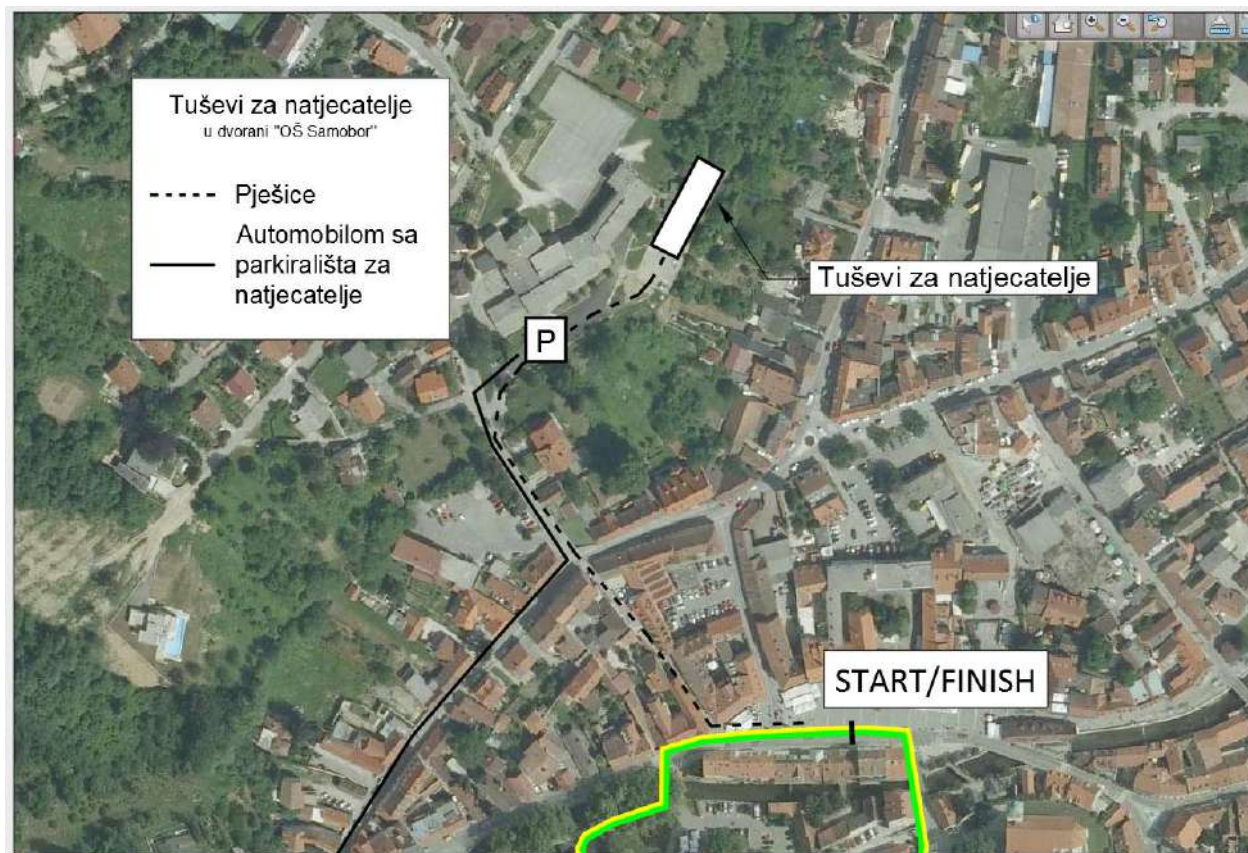 Tuševi za natjecatelje
u dvorani "OŠ Samobor"
Pješice
Automobilom sa
parkirališta za
natjecatelje
Tuševi za natjecatelje
P
START/FINISH